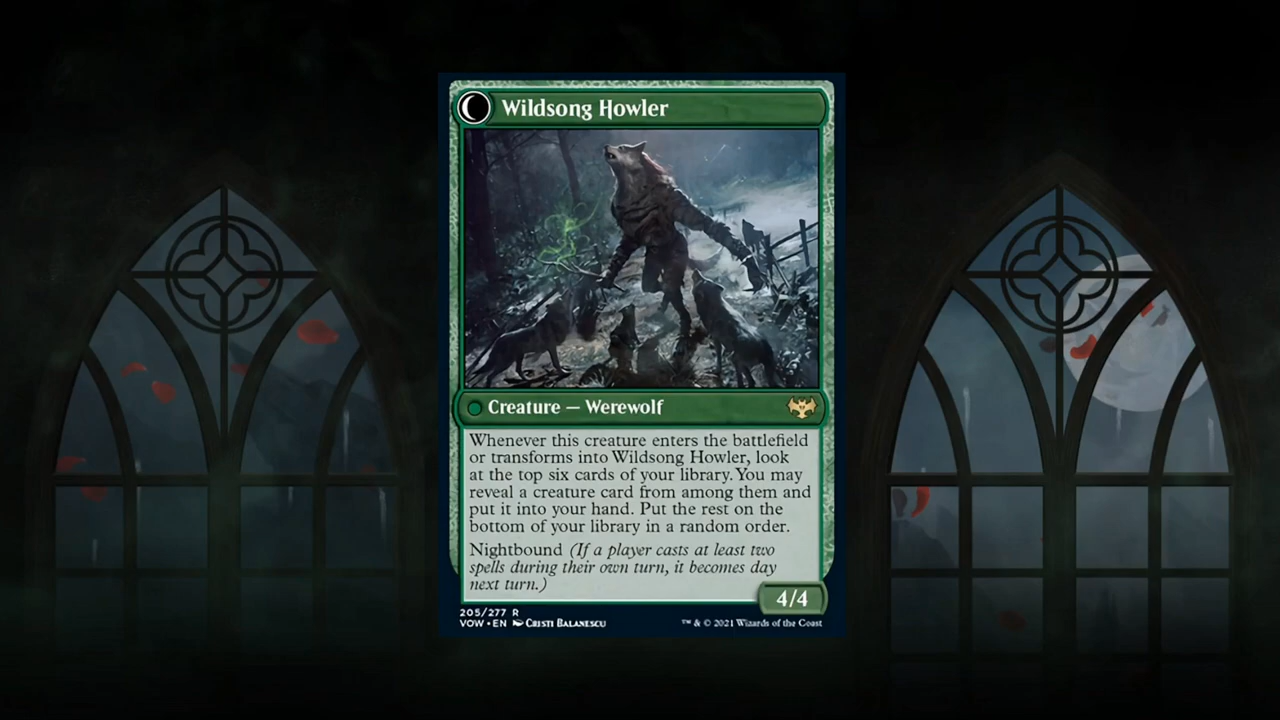 Wildsong Howler
Creature — Werewolf
Whenever this creature enters the battlefield
or transforms into Wildsong Howler, look
at the top six cards of your library. You may
reveal a creature card from among them and
put it into your hand. Put the rest on the
bottom of your library in a random order.
Nightbound (If a player casts at least two
spells during their own turn, it becomes day
next turn.)
4/4
205/277 R
VOW • EN Cristi Balanescu
™ & © 2021 Wizards of the Coast